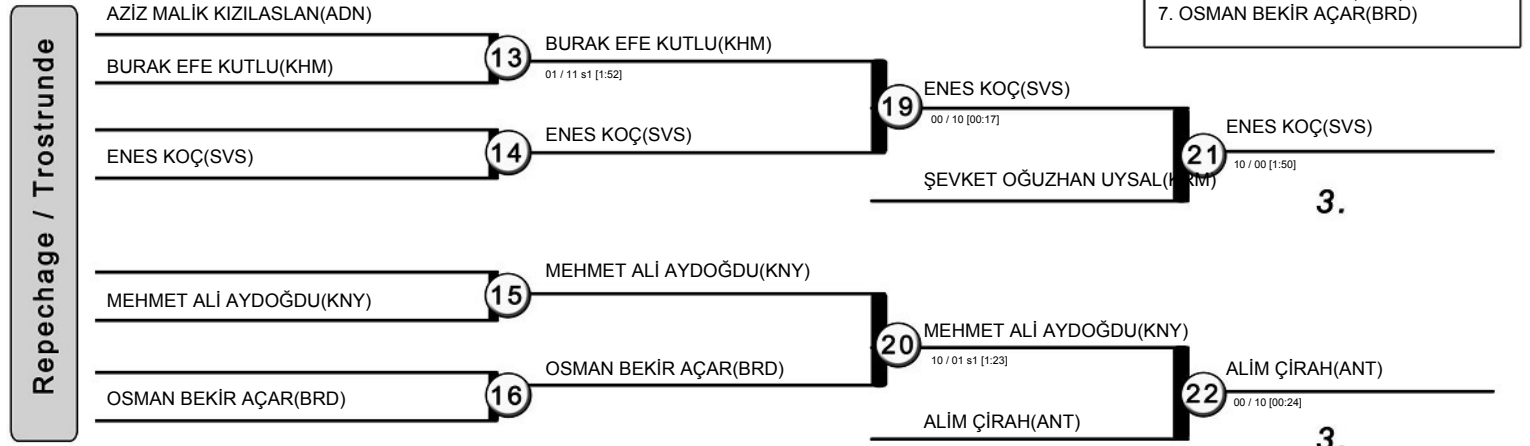 AZİZ MALİK KIZILASLAN(ADN)
7. OSMAN BEKİR AÇAR(BRD)
Repechage / Trostrunde
13
BURAK EFE KUTLU(KHM)
BURAK EFE KUTLU(KHM)
01 / 11 s1 [1:52]
19
ENES KOÇ(SVS)
00 / 10 [00:17]
ENES KOÇ(SVS)
14
ENES KOÇ(SVS)
21
ENES KOÇ(SVS)
10 / 00 [1:50]
ŞEVKET OĞUZHAN UYSAL(KRM)
3.
MEHMET ALİ AYDOĞDU(KNY)
15
MEHMET ALİ AYDOĞDU(KNY)
20
MEHMET ALİ AYDOĞDU(KNY)
10 / 01 s1 [1:23]
OSMAN BEKİR AÇAR(BRD)
16
OSMAN BEKİR AÇAR(BRD)
22
ALİM ÇİRAH(ANT)
00 / 10 [00:24]
ALİM ÇİRAH(ANT)
3.